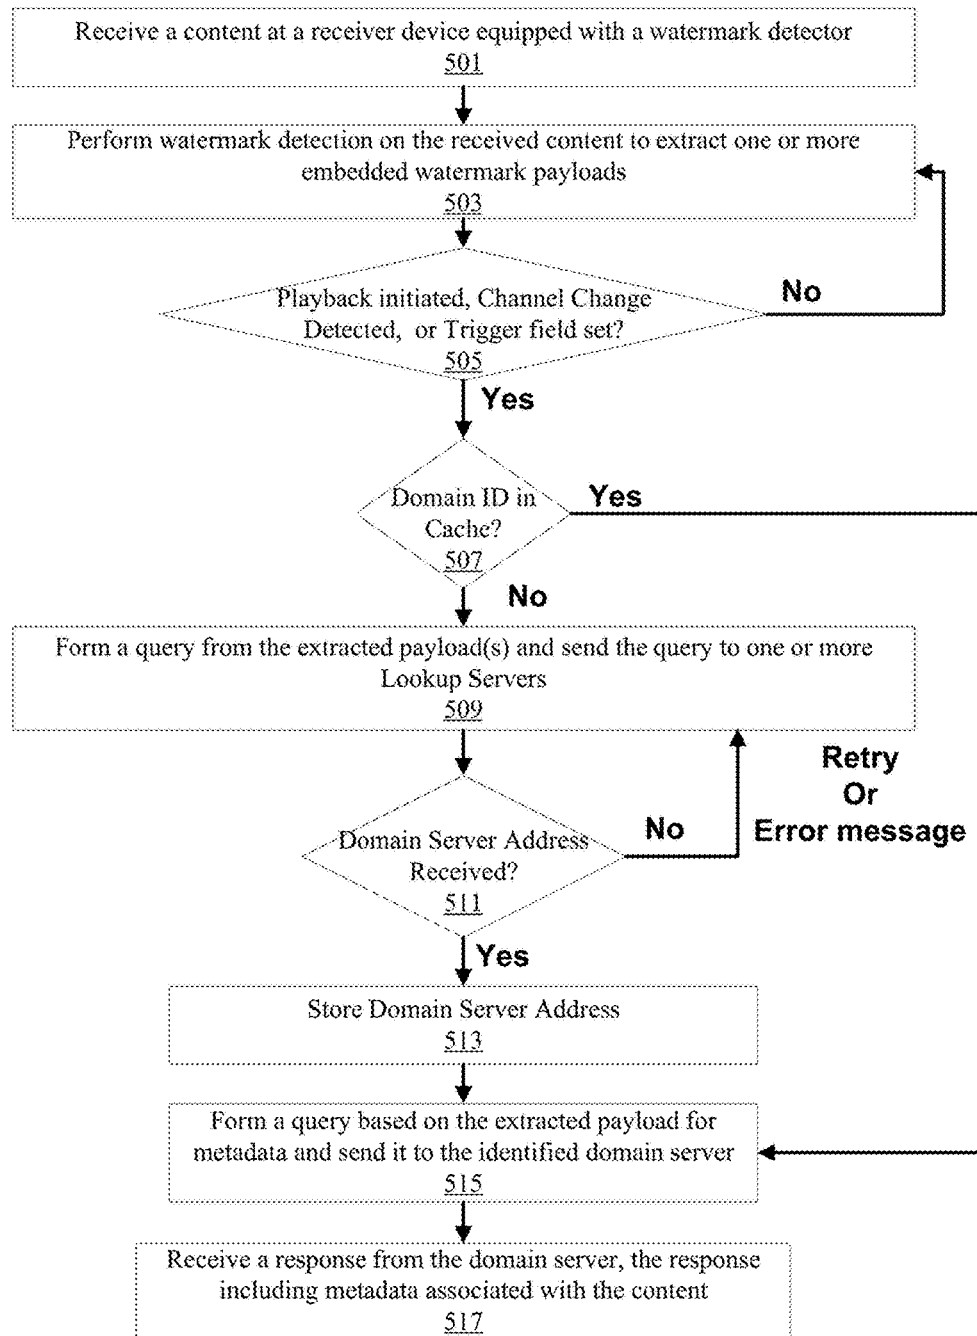 Receive a content at a receiver device equipped with a watermark detector
501
Perform watermark detection on the received content to extract one or more
embedded watermark payloads
503
Playback initiated, Channel Change
Detected, or Trigger field set?
505
No
Yes
Domain ID in
Cache?
507
Yes
No
Form a query from the extracted payload(s) and send the query to one or more
Lookup Servers
509
Retry
Or
Error message
Domain Server Address
Received?
511
No
Yes
Store Domain Server Address
513
Form a query based on the extracted payload for
metadata and send it to the identified domain server
515
Receive a response from the domain server, the response
including metadata associated with the content
517